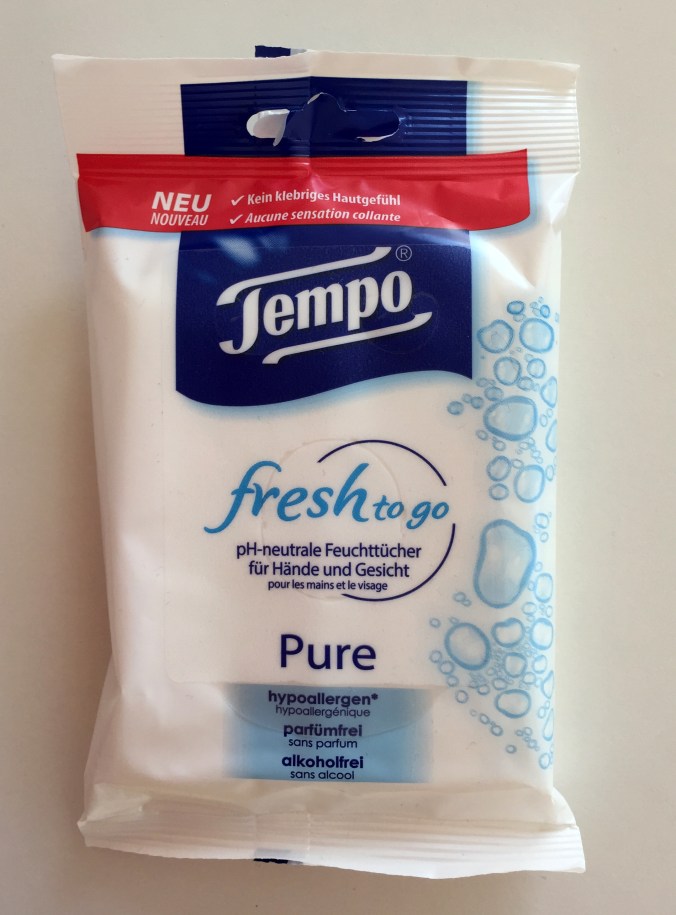 NEU ✓ Kein klebriges Hautgefühl
NOUVEAU ✓ Aucune sensation collante
Tempo®
fresh to go
pH-neutrale Feuchttücher
für Hände und Gesicht
pour les mains et le visage
Pure
hypoallergen*
hypoallergénique
parfümfrei
sans parfum
alkoholfrei
sans alcool